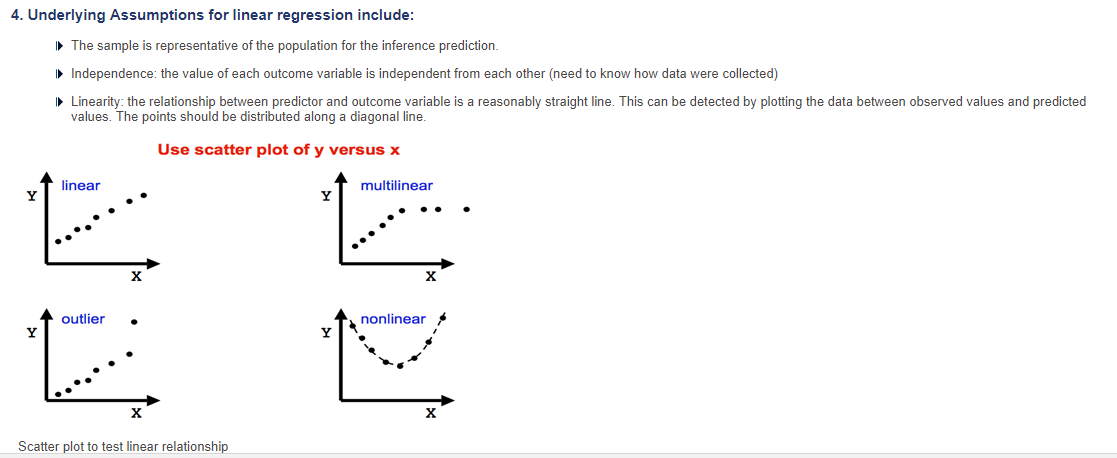 4. Underlying Assumptions for linear regression include:
The sample is representative of the population for the inference prediction.
Independence: the value of each outcome variable is independent from each other (need to know how data were collected)
Linearity: the relationship between predictor and outcome variable is a reasonably straight line. This can be detected by plotting the data between observed values and predicted
values. The points should be distributed along a diagonal line.
Use scatter plot of y versus x
linear
Y
X
multilinear
Y
X
outlier
Y
X
nonlinear
Y
X
Scatter plot to test linear relationship